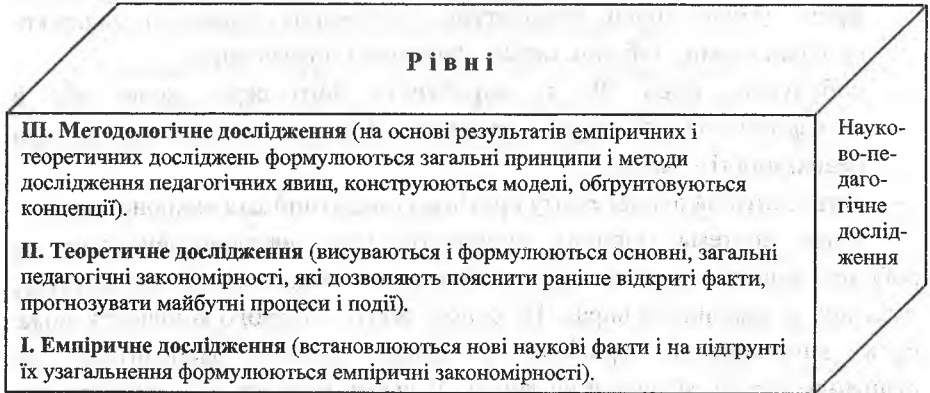 Рівні
III. Методологічне дослідження (на основі результатів емпіричних і
теоретичних досліджень формулюються загальні принципи і методи
дослідження педагогічних явищ, конструюються моделі, обґрунтовуються
концепції).
II. Теоретичне дослідження (висуваються і формулюються основні, загальні
педагогічні закономірності, які дозволяють пояснити раніше відкриті факти,
прогнозувати майбутні процеси і події).
I. Емпіричне дослідження (встановлюються нові наукові факти і на підґрунті
їх узагальнення формулюються емпіричні закономірності).
Науко-
во-пе-
даго-
гічне
дослід-
ження